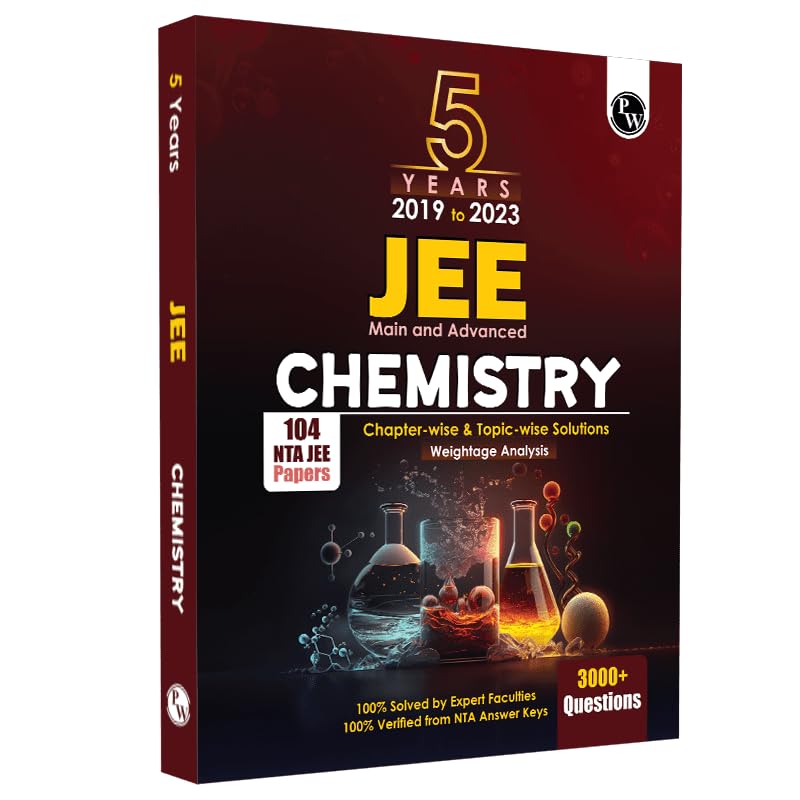 5 Years
JEE
CHEMISTRY
PW
5
YEARS
2019 to 2023
PW
JEE
Main and Advanced
CHEMISTRY
104
NTA JEE
Papers
Chapter-wise & Topic-wise Solutions
Weightage Analysis
100% Solved by Expert Faculties
100% Verified from NTA Answer Keys
3000+
Questions